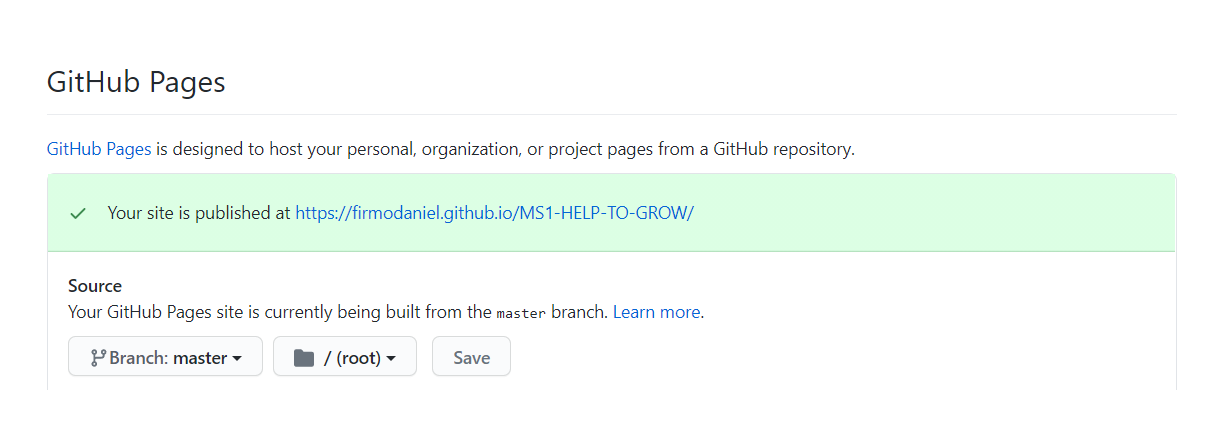 GitHub Pages
GitHub Pages is designed to host your personal, organization, or project pages from a GitHub repository.
Your site is published at https://firmodaniel.github.io/MS1-HELP-TO-GROW/
Source
Your GitHub Pages site is currently being built from the master branch. Learn more.
Branch: master / (root) Save